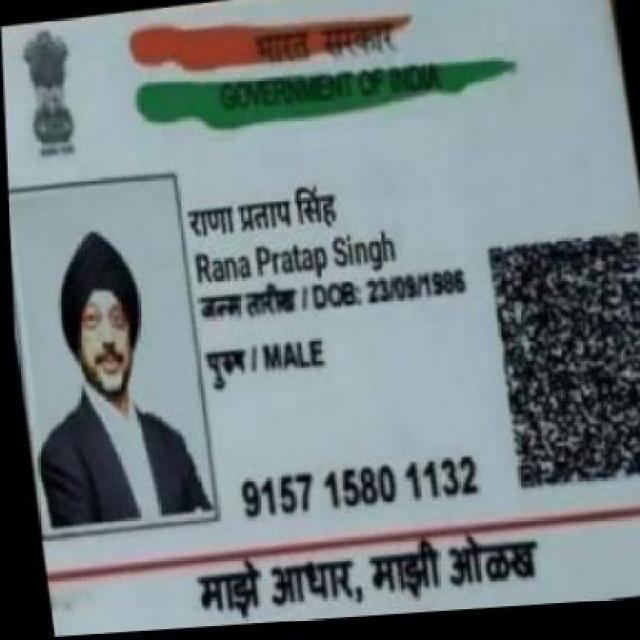 भारत सरकार
GOVERNMENT OF INDIA
राणा प्रताप सिंह
Rana Pratap Singh
जन्म तारीख / DOB: 23/09/1986
पुरुष / MALE
9157 1580 1132
माझे आधार, माझी ओळख